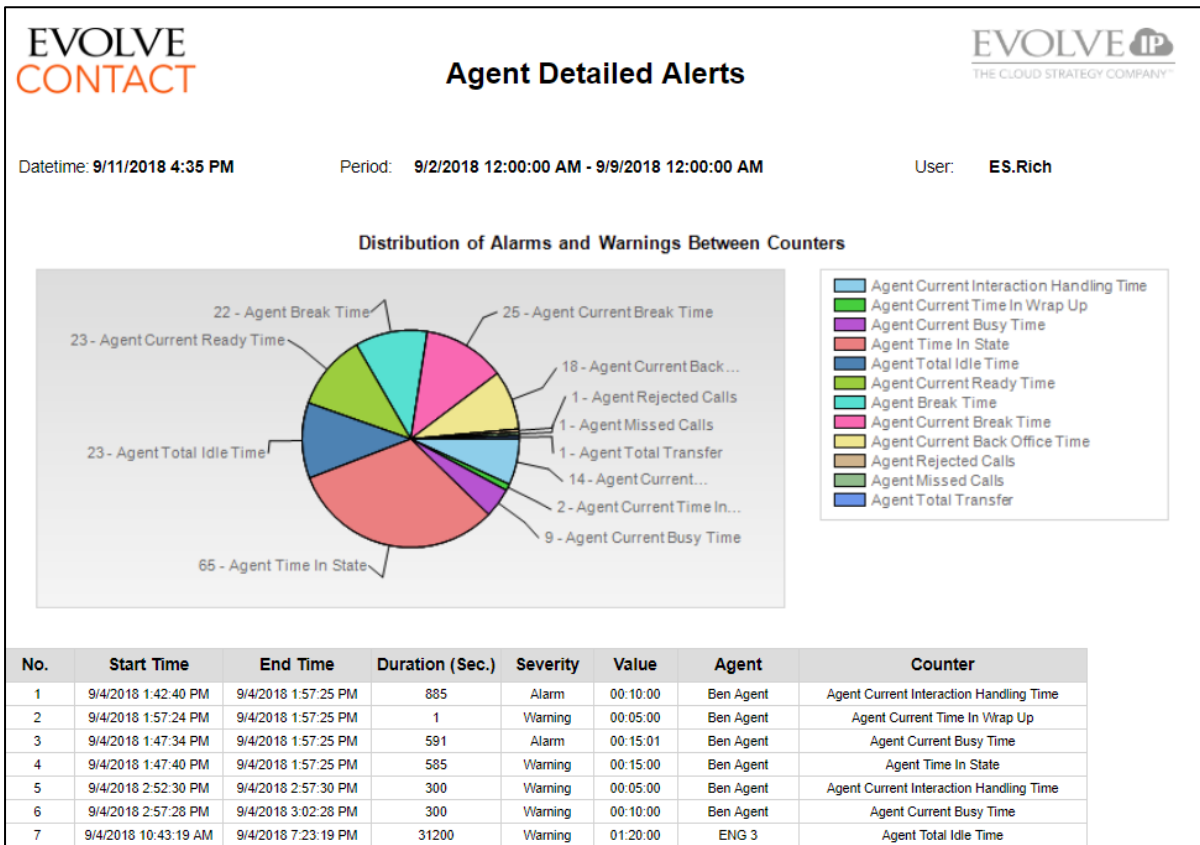 EVOLVE
CONTACT
Agent Detailed Alerts
EVOLVE IP
THE CLOUD STRATEGY COMPANY™
Datetime: 9/11/2018 4:35 PM Period: 9/2/2018 12:00:00 AM - 9/9/2018 12:00:00 AM User: ES.Rich
Distribution of Alarms and Warnings Between Counters
22 - Agent Break Time
25 - Agent Current Break Time
23 - Agent Current Ready Time
18 - Agent Current Back ...
1 - Agent Rejected Calls
1 - Agent Missed Calls
23 - Agent Total Idle Time
1 - Agent Total Transfer
14 - Agent Current...
2 - Agent Current Time In...
9 - Agent Current Busy Time
65 - Agent Time In State
Agent Current Interaction Handling Time
Agent Current Time In Wrap Up
Agent Current Busy Time
Agent Time In State
Agent Total Idle Time
Agent Current Ready Time
Agent Break Time
Agent Current Break Time
Agent Current Back Office Time
Agent Rejected Calls
Agent Missed Calls
Agent Total Transfer
No. Start Time End Time Duration (Sec.) Severity Value Agent Counter
1 9/4/2018 1:42:40 PM 9/4/2018 1:57:25 PM 885 Alarm 00:10:00 Ben Agent Agent Current Interaction Handling Time
2 9/4/2018 1:57:24 PM 9/4/2018 1:57:25 PM 1 Warning 00:05:00 Ben Agent Agent Current Time In Wrap Up
3 9/4/2018 1:47:34 PM 9/4/2018 1:57:25 PM 591 Alarm 00:15:01 Ben Agent Agent Current Busy Time
4 9/4/2018 1:47:40 PM 9/4/2018 1:57:25 PM 585 Warning 00:15:00 Ben Agent Agent Time In State
5 9/4/2018 2:52:30 PM 9/4/2018 2:57:30 PM 300 Warning 00:05:00 Ben Agent Agent Current Interaction Handling Time
6 9/4/2018 2:57:28 PM 9/4/2018 3:02:28 PM 300 Warning 00:10:00 Ben Agent Agent Current Busy Time
7 9/4/2018 10:43:19 AM 9/4/2018 7:23:19 PM 31200 Warning 01:20:00 ENG 3 Agent Total Idle Time